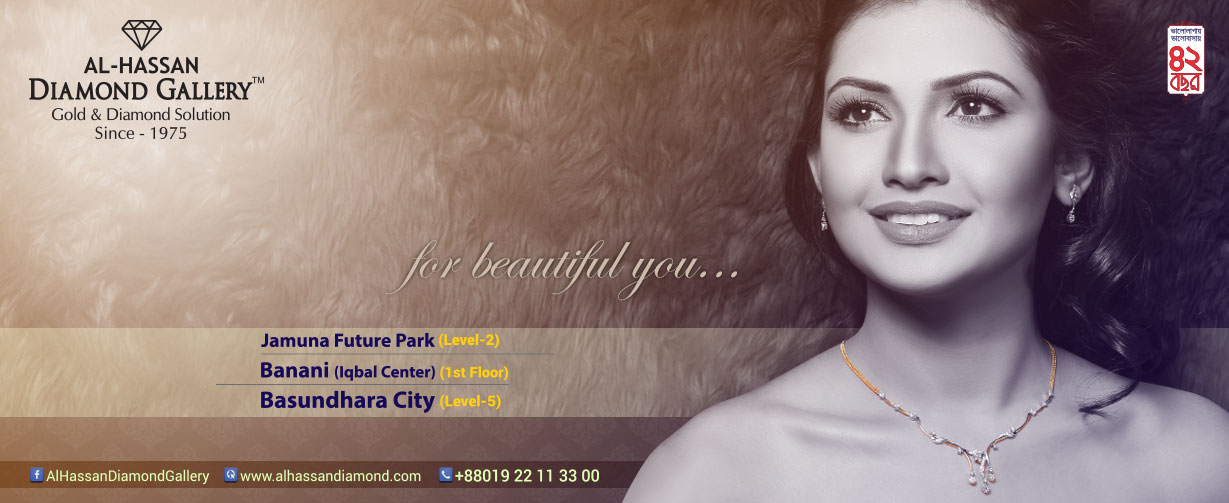 AL-HASSAN
DIAMOND GALLERY™
Gold & Diamond Solution
Since - 1975
ভালোলাগায়
ভালোবাসায়
৪২
বছর
for beautiful you...
Jamuna Future Park (Level-2)
Banani (Iqbal Center) (1st Floor)
Basundhara City (Level-5)
AlHassanDiamondGallery www.alhassandiamond.com +88019 22 11 33 00